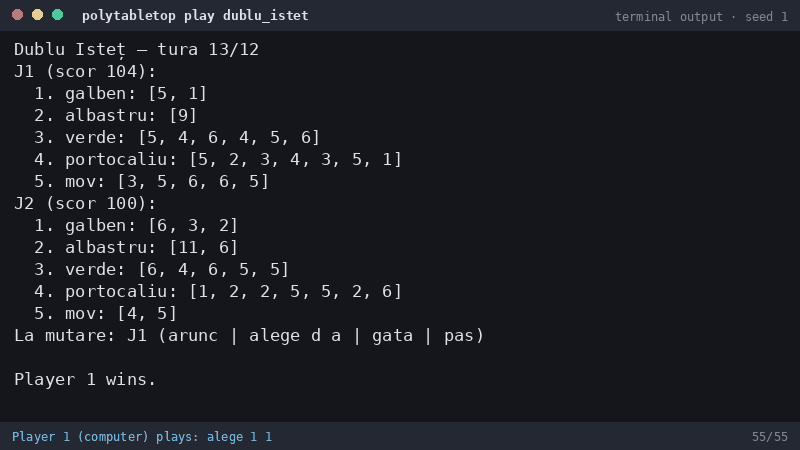 polytabletop play dublu_istet
terminal output · seed 1
Dublu Isteț — tura 13/12
J1 (scor 104):
1. galben: [5, 1]
2. albastru: [9]
3. verde: [5, 4, 6, 4, 5, 6]
4. portocaliu: [5, 2, 3, 4, 3, 5, 1]
5. mov: [3, 5, 6, 6, 5]
J2 (scor 100):
1. galben: [6, 3, 2]
2. albastru: [11, 6]
3. verde: [6, 4, 6, 5, 5]
4. portocaliu: [1, 2, 2, 5, 5, 2, 6]
5. mov: [4, 5]
La mutare: J1 (arunc | alege d a | gata | pas)
Player 1 wins.
Player 1 (computer) plays: alege 1 1
55/55